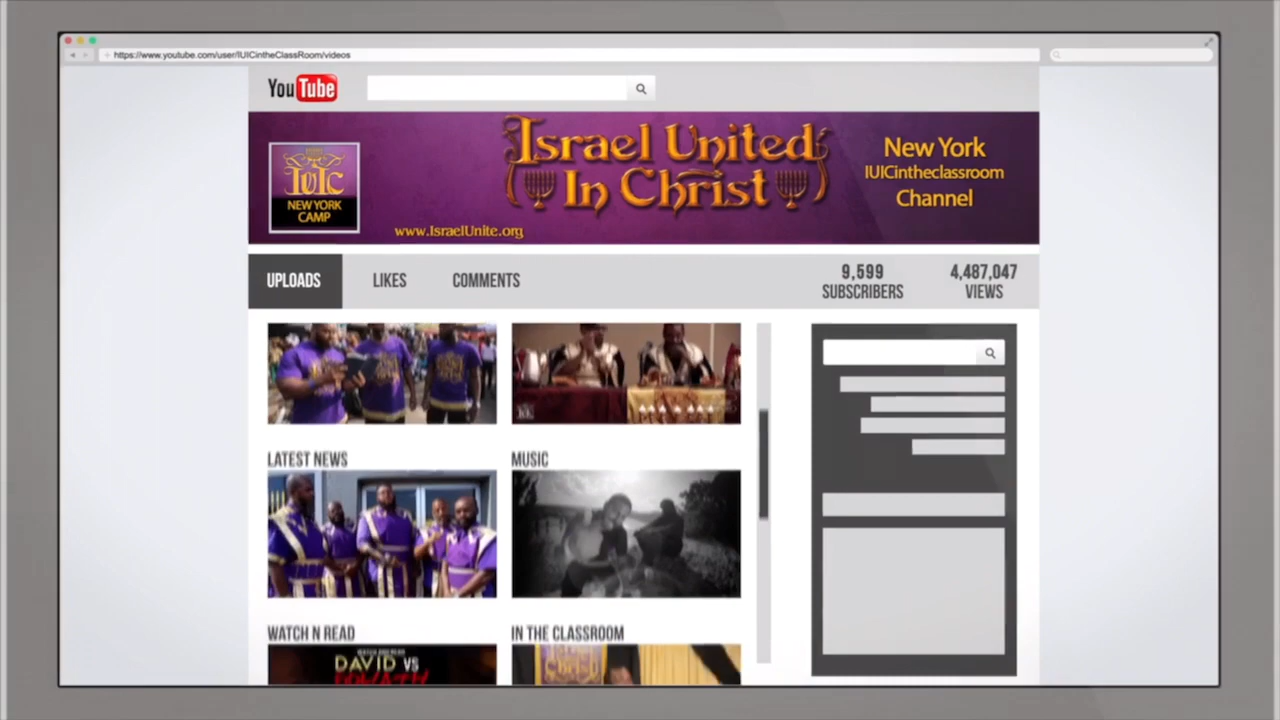 https://www.youtube.com/user/IUICintheClassRoom/videos
YouTube
Israel United
In Christ
New York
IUICintheclassroom
Channel
IUIC
NEW YORK
CAMP
www.IsraelUnite.org
UPLOADS
LIKES
COMMENTS
9,599
SUBSCRIBERS
4,487,047
VIEWS
LATEST NEWS
MUSIC
WATCH N READ
IN THE CLASSROOM
DAVID VS
Christ